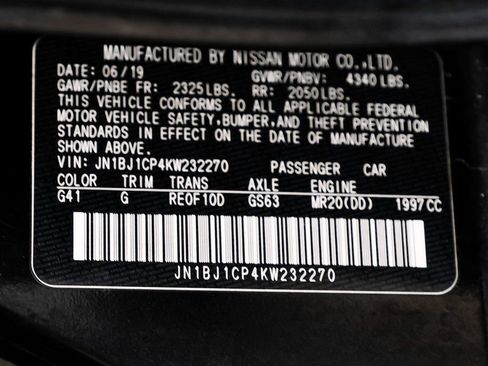 MANUFACTURED BY NISSAN MOTOR CO.,LTD.
DATE: 06/19 GVWR/PNBV: 4340 LBS.
GAWR/PNBE FR: 2325LBS. RR: 2050LBS.
THIS VEHICLE CONFORMS TO ALL APPLICABLE FEDERAL
MOTOR VEHICLE SAFETY,BUMPER,AND THEFT PREVENTION
STANDARDS IN EFFECT ON THE DATE OF MANUFACTURE
SHOWN ABOVE.
VIN: JN1BJ1CP4KW232270 PASSENGER CAR
COLOR TRIM TRANS AXLE ENGINE
G41 G RE0F10D GS63 MR20(DD) 1997CC
JN1BJ1CP4KW232270